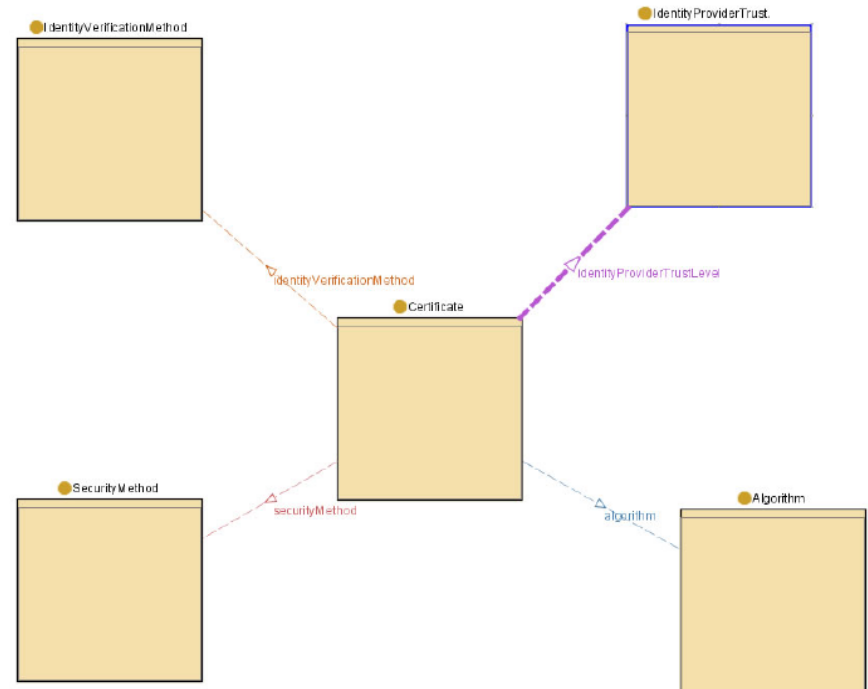 IdentityVerificationMethod
IdentityProviderTrust.
identityVerificationMethod
identityProviderTrustLevel
Certificate
SecurityMethod
securityMethod
algorithm
Algorithm